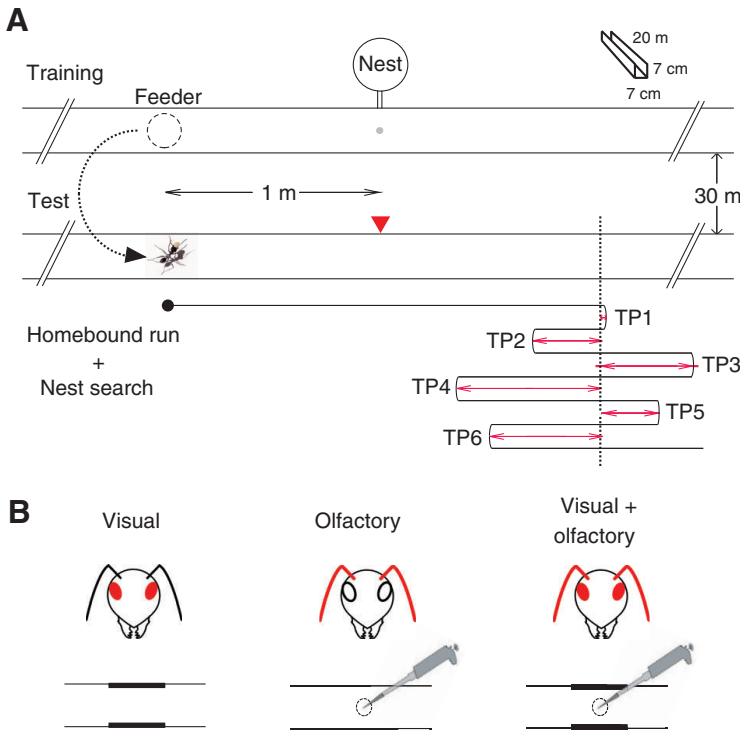 A
Training
Feeder
Nest
20 m
7 cm
7 cm
Test
1 m
30 m
Homebound run
+
Nest search
TP1
TP2
TP3
TP4
TP5
TP6
B
Visual
Olfactory
Visual +
olfactory